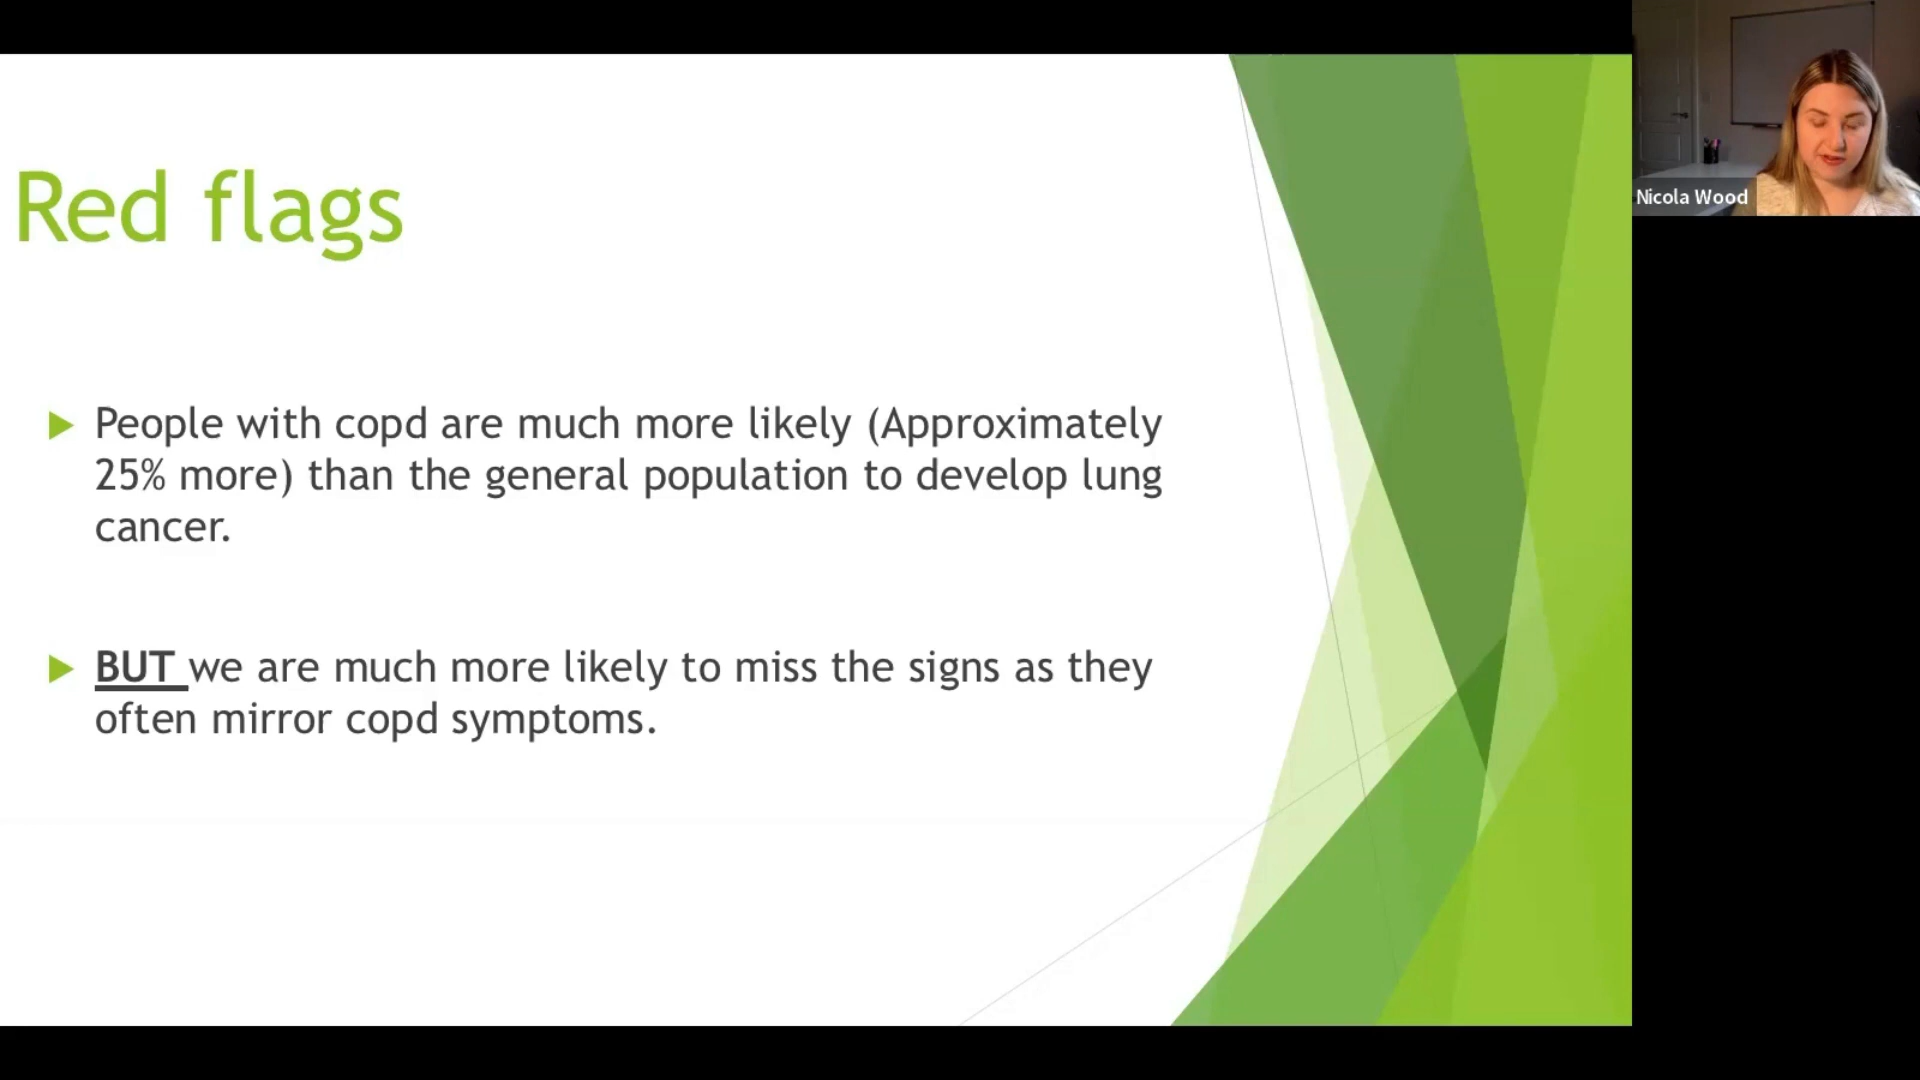 Red flags
People with copd are much more likely (Approximately
25% more) than the general population to develop lung
cancer.
BUT we are much more likely to miss the signs as they
often mirror copd symptoms.
Nicola Wood